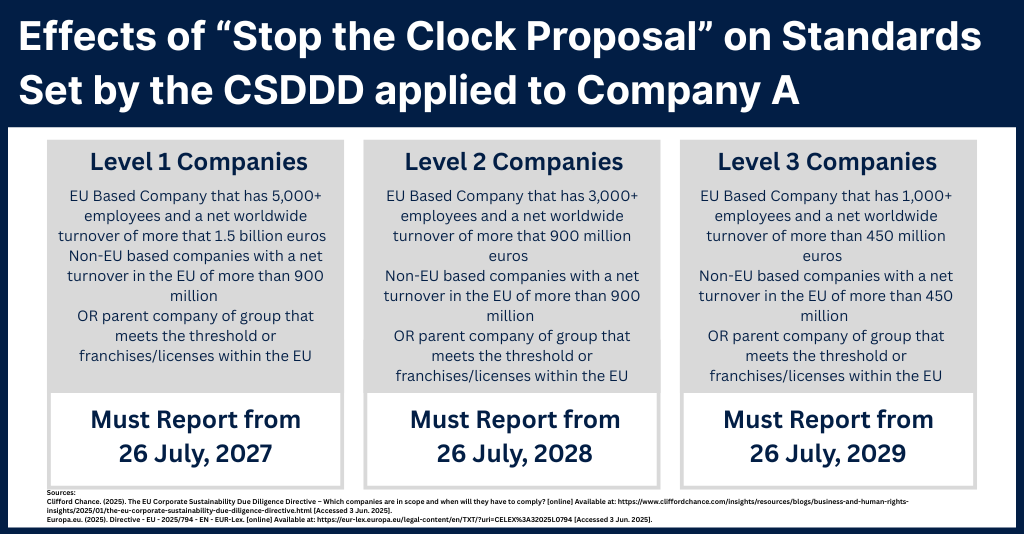 Effects of “Stop the Clock Proposal” on Standards
Set by the CSDDD applied to Company A
Level 1 Companies
EU Based Company that has 5,000+
employees and a net worldwide
turnover of more that 1.5 billion euros
Non-EU based companies with a net
turnover in the EU of more than 900
million
OR parent company of group that
meets the threshold or
franchises/licenses within the EU
Must Report from
26 July, 2027
Level 2 Companies
EU Based Company that has 3,000+
employees and a net worldwide
turnover of more that 900 million
euros
Non-EU based companies with a net
turnover in the EU of more than 900
million
OR parent company of group that
meets the threshold or
franchises/licenses within the EU
Must Report from
26 July, 2028
Level 3 Companies
EU Based Company that has 1,000+
employees and a net worldwide
turnover of more than 450 million
euros
Non-EU based companies with a net
turnover in the EU of more than 450
million
OR parent company of group that
meets the threshold or
franchises/licenses within the EU
Must Report from
26 July, 2029
Sources:
Clifford Chance. (2025). The EU Corporate Sustainability Due Diligence Directive – Which companies are in scope and when will they have to comply? [online] Available at: https://www.cliffordchance.com/insights/resources/blogs/business-and-human-rights-
insights/2025/01/the-eu-corporate-sustainability-due-diligence-directive.html [Accessed 3 Jun. 2025].
Europa.eu. (2025). Directive - EU - 2025/794 - EN - EUR-Lex. [online] Available at: https://eur-lex.europa.eu/legal-content/en/TXT/?uri=CELEX%3A32025L0794 [Accessed 3 Jun. 2025].